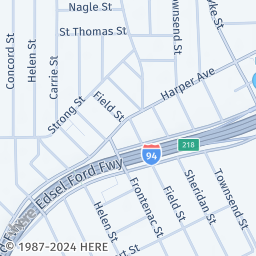 Nagle St
St Thomas St
Townsend St
Concord St
Helen St
Carrie St
Strong St
Field St
Harper Ave
218
94
Edsel Ford Fwy
Helen St
Frontenac St
Field St
Sheridan St
Townsend St
© 1987-2024 HERE